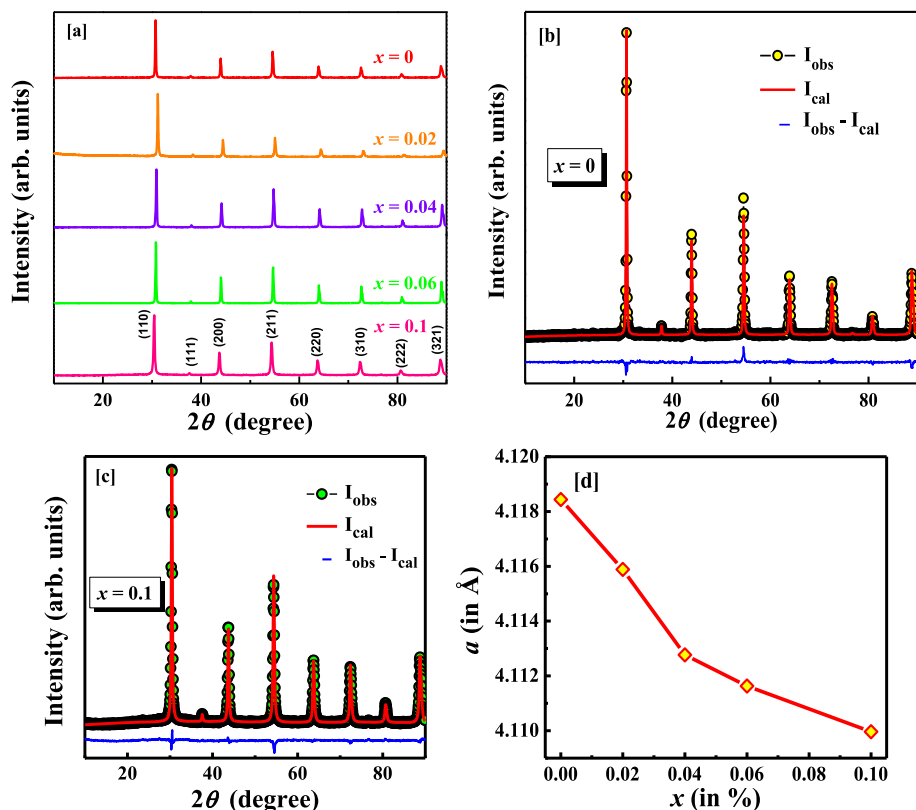 [a]
x = 0
x = 0.02
x = 0.04
x = 0.06
x = 0.1
(110)
(111)
(200)
(211)
(220)
(310)
(222)
(321)
Intensity (arb. units)
20 40 60 80
2θ (degree)
[b]
I_obs
I_cal
I_obs - I_cal
x = 0
Intensity (arb. units)
20 40 60 80
2θ (degree)
[c]
I_obs
I_cal
I_obs - I_cal
x = 0.1
Intensity (arb. units)
20 40 60 80
2θ (degree)
[d]
4.120
4.118
4.116
4.114
4.112
4.110
a (in Å)
0.00 0.02 0.04 0.06 0.08 0.10
x (in %)